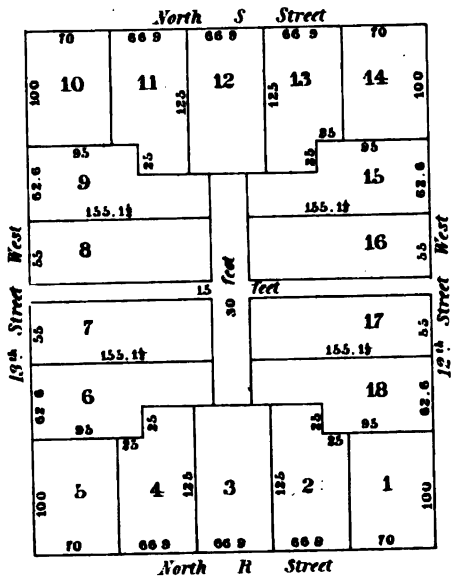 North S Street
70 66 9 66 9 66 9 70
10 11 12 13 14
100 125 125 100
95 25 25 95 95
62.6 9 15 62.6
155.1½ 155.1½
West 55 8 16 55 West
15 feet
30 feet
13th Street 55 7 17 55 12th Street
155.1½ 155.1½
62.6 6 18 62.6
95 25 25 95
25 25
100 5 4 125 3 125 2 1 100
70 66 9 66 9 66 9 70
North R Street